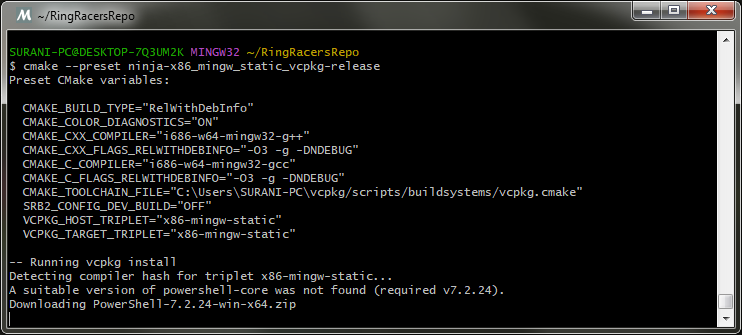 ~/RingRacersRepo
SURANI-PC@DESKTOP-7Q3UM2K MINGW32 ~/RingRacersRepo
$ cmake --preset ninja-x86_mingw_static_vcpkg-release
Preset CMake variables:
CMAKE_BUILD_TYPE="RelWithDebInfo"
CMAKE_COLOR_DIAGNOSTICS="ON"
CMAKE_CXX_COMPILER="i686-w64-mingw32-g++"
CMAKE_CXX_FLAGS_RELWITHDEBINFO="-O3 -g -DNDEBUG"
CMAKE_C_COMPILER="i686-w64-mingw32-gcc"
CMAKE_C_FLAGS_RELWITHDEBINFO="-O3 -g -DNDEBUG"
CMAKE_TOOLCHAIN_FILE="C:\Users\SURANI-PC\vcpkg/scripts/buildsystems/vcpkg.cmake"
SRB2_CONFIG_DEV_BUILD="OFF"
VCPKG_HOST_TRIPLET="x86-mingw-static"
VCPKG_TARGET_TRIPLET="x86-mingw-static"
-- Running vcpkg install
Detecting compiler hash for triplet x86-mingw-static...
A suitable version of powershell-core was not found (required v7.2.24).
Downloading PowerShell-7.2.24-win-x64.zip